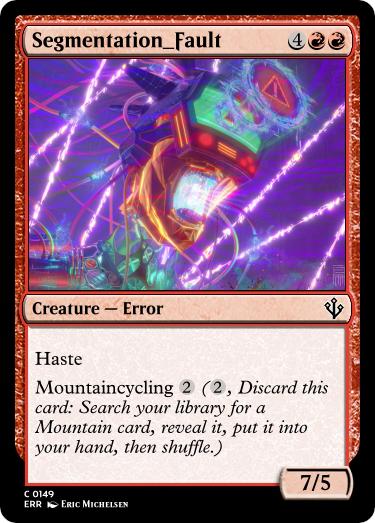 Segmentation_Fault 4
Creature — Error
Haste
Mountaincycling 2 (2, Discard this
card: Search your library for a
Mountain card, reveal it, put it into
your hand, then shuffle.)
7/5
C 0149
ERR Eric Michelsen